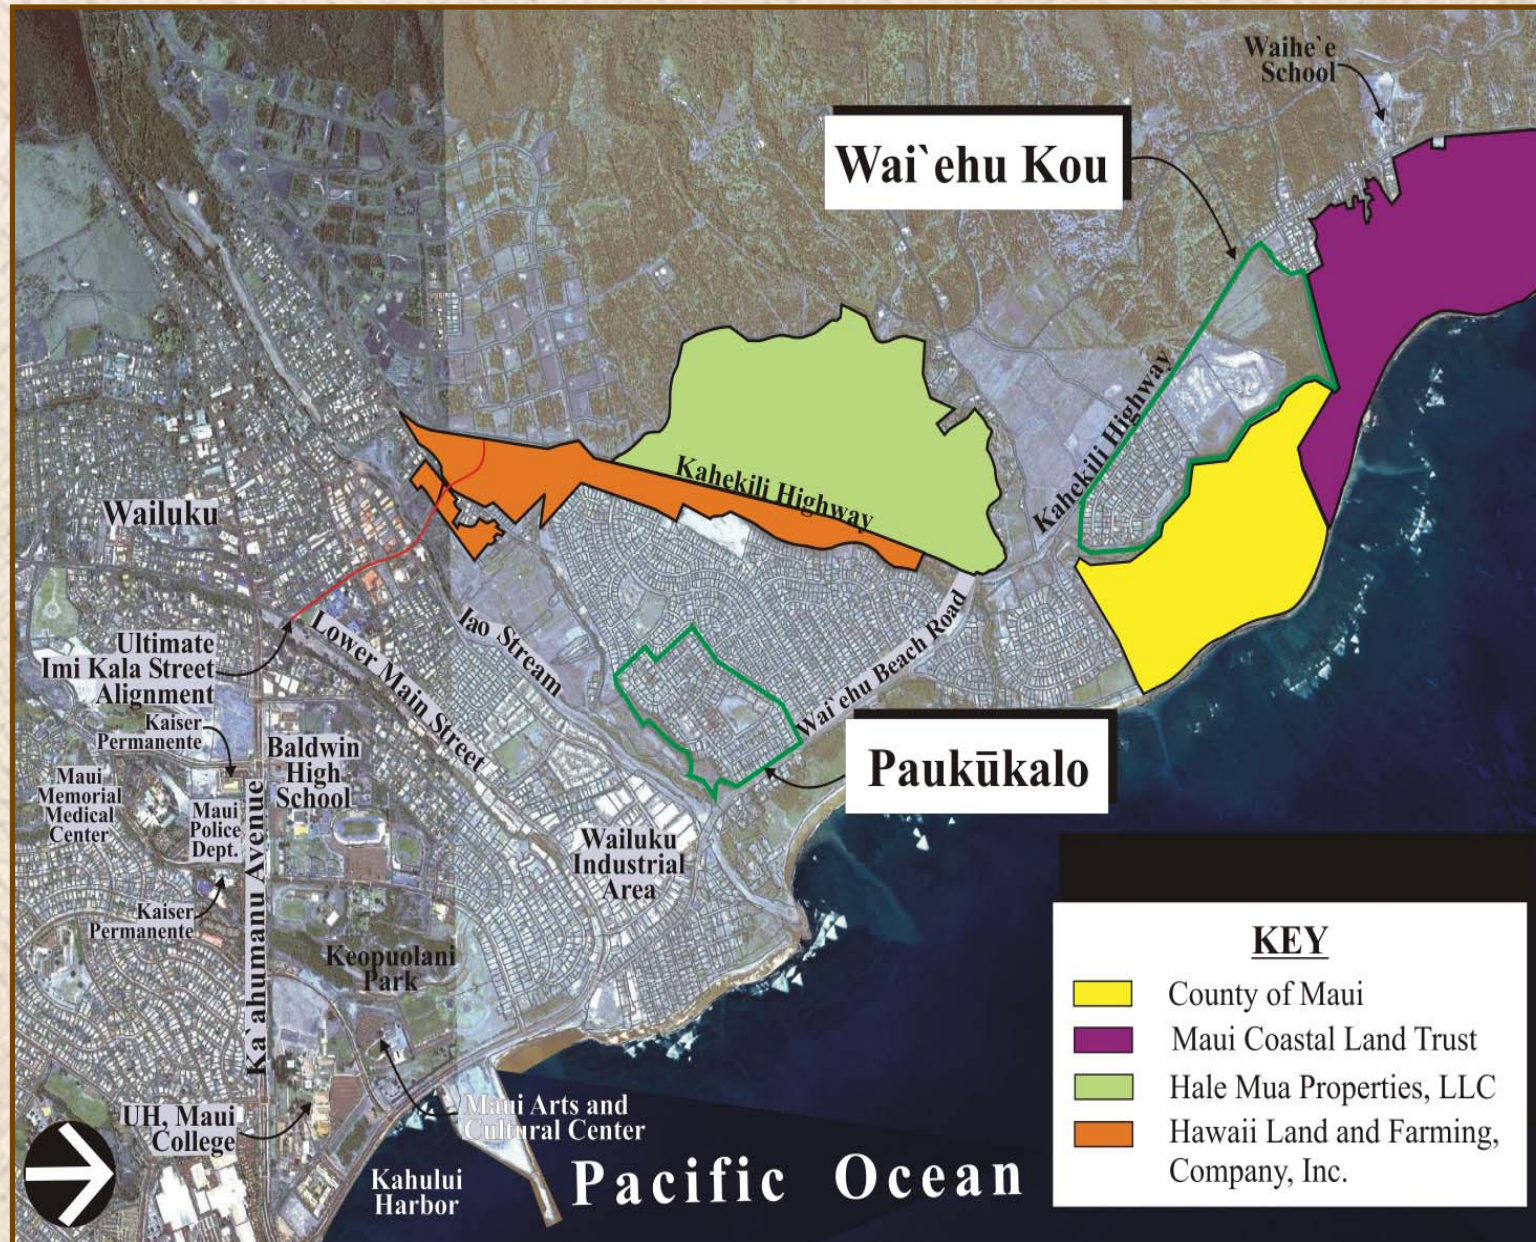 Waihe`e
School
Wai`ehu Kou
Kahekili Highway
Kahekili Highway
Wailuku
Ultimate
Imi Kala Street
Alignment
Lower Main Street
Iao Stream
Wai`ehu Beach Road
Paukūkalo
Kaiser
Permanente
Baldwin
High
School
Maui
Memorial
Medical
Center
Maui
Police
Dept.
Ka`ahumanu Avenue
Wailuku
Industrial
Area
Kaiser
Permanente
Keopuolani
Park
UH, Maui
College
Maui Arts and
Cultural Center
Kahului
Harbor
Pacific Ocean
KEY
County of Maui
Maui Coastal Land Trust
Hale Mua Properties, LLC
Hawaii Land and Farming,
Company, Inc.